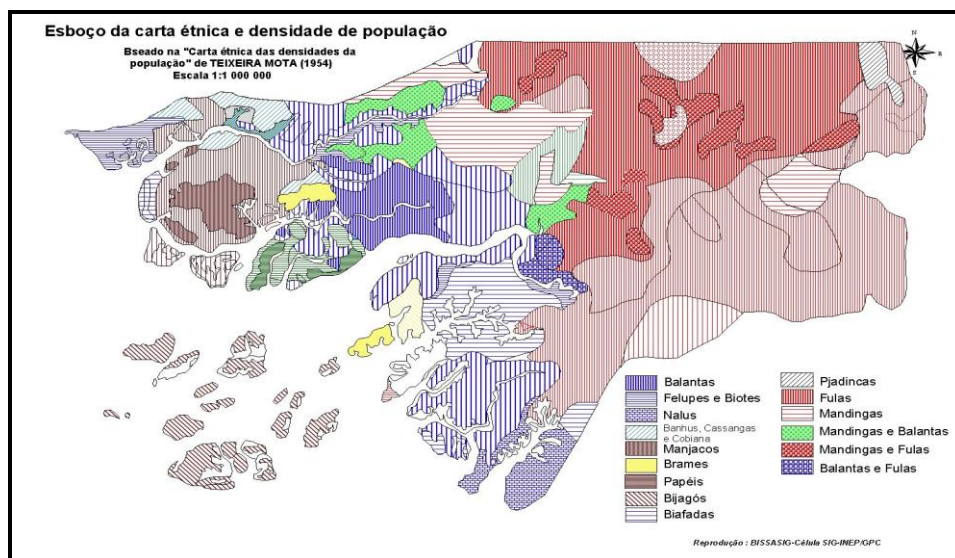 Esboço da carta étnica e densidade de população
Bseado na "Carta étnica das densidades da
população" de TEIXEIRA MOTA (1954)
Escala 1:1 000 000
N
E
S
Balantas
Felupes e Biotes
Nalus
Banhus, Cassangas
e Cobiana
Manjacos
Brames
Papéis
Bijagós
Biafadas
Pjadincas
Fulas
Mandingas
Mandingas e Balantas
Mandingas e Fulas
Balantas e Fulas
Reprodução : BISSASIG-Célula SIG-INEP/GPC